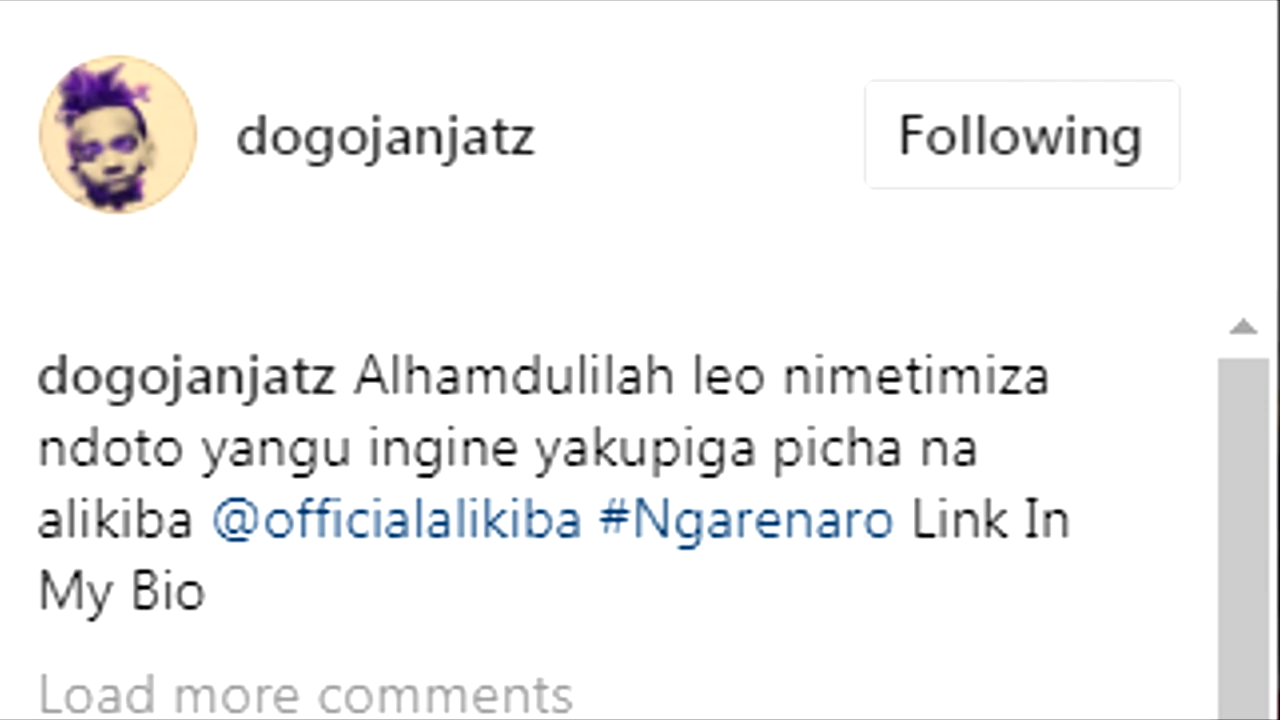 dogojanjatz
Following
dogojanjatz Alhamdulilah leo nimetimiza
ndoto yangu ingine yakupiga picha na
alikiba @officialalikiba #Ngarenaro Link In
My Bio
Load more comments